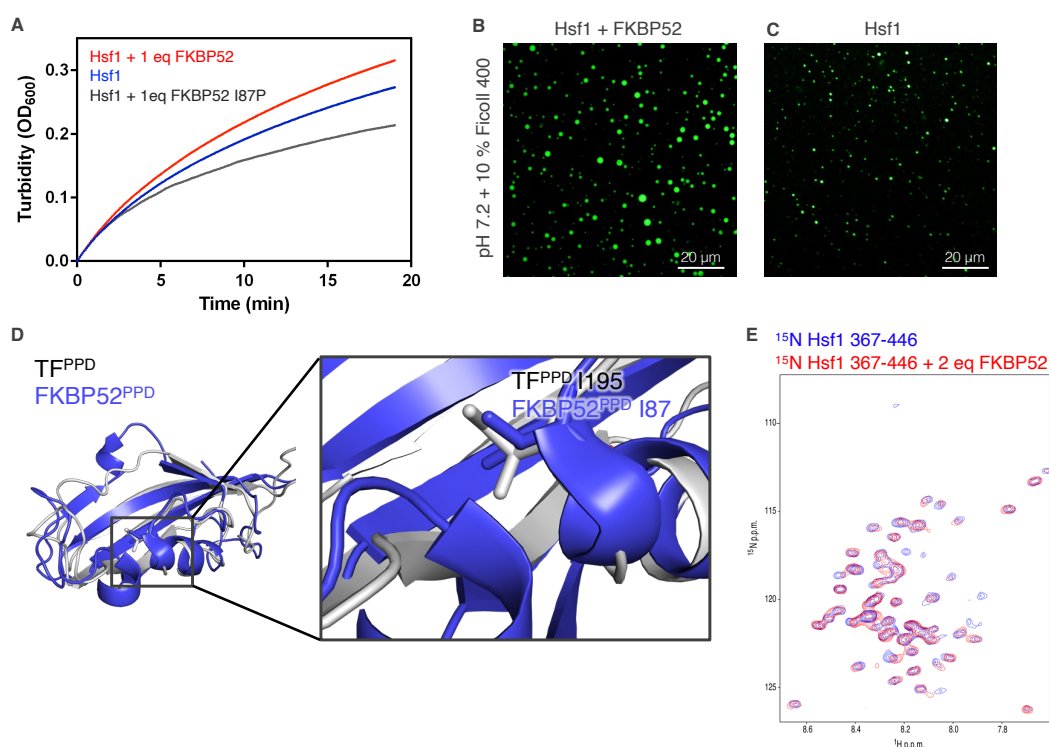 A
Turbidity (OD600)
0.3
0.2
0.1
0.0
Hsf1 + 1 eq FKBP52
Hsf1
Hsf1 + 1eq FKBP52 I87P
0 5 10 15 20
Time (min)
B
Hsf1 + FKBP52
pH 7.2 + 10 % Ficoll 400
20 µm
C
Hsf1
20 µm
D
TFPPD
FKBP52PPD
TFPPD I195
FKBP52PPD I87
E
15N Hsf1 367-446
15N Hsf1 367-446 + 2 eq FKBP52
110
115
120
125
15N p.p.m.
8.6 8.4 8.2 8.0 7.8
1H p.p.m.